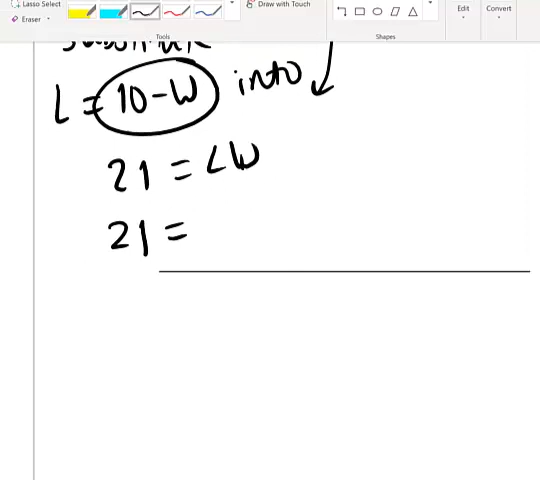 Lasso Select
Eraser
Draw with Touch
Edit
Convert
Tools
Shapes
L = 10 - W into
21 = LW
21 =